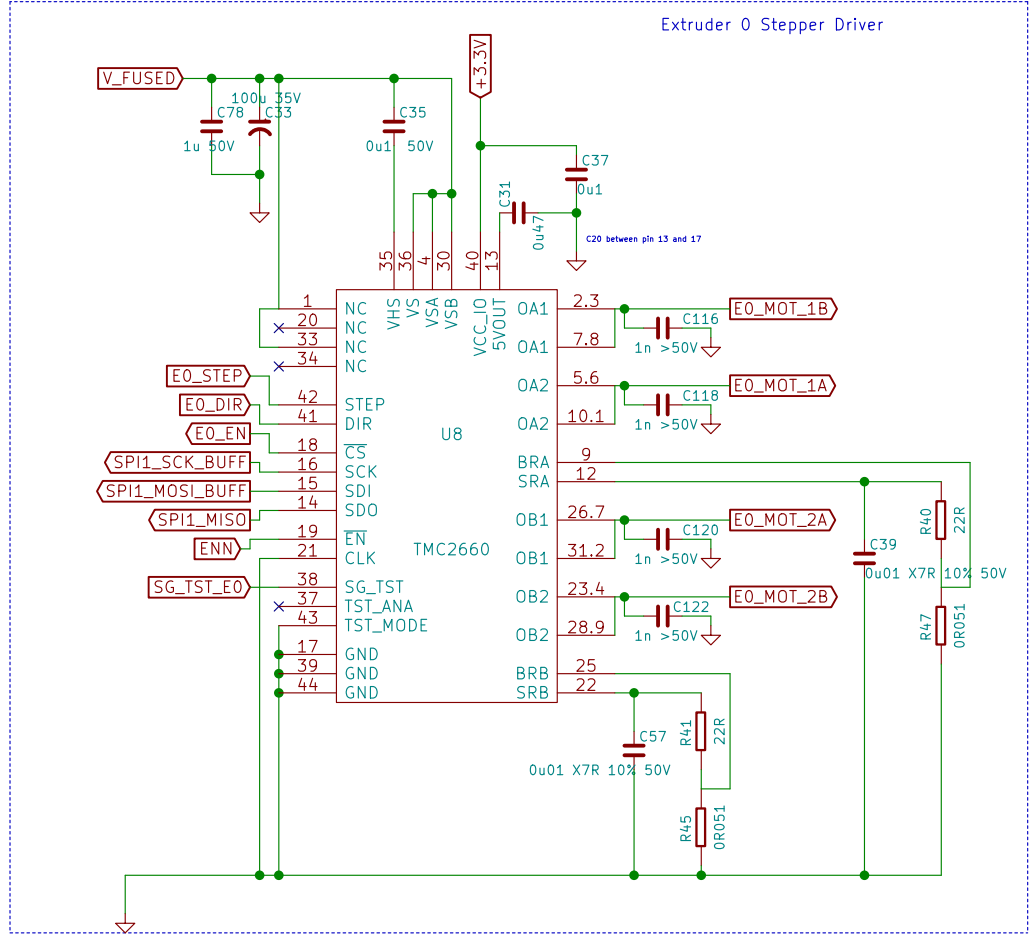 Extruder 0 Stepper Driver
V_FUSED
+3.3V
100u 35V
C78
C33
1u 50V
C35
0u1 50V
C37
0u1
C31
0u47
C20 between pin 13 and 17
35
36
4
30
40
13
VHS
VS
VSA
VSB
VCC_IO
5VOUT
1 NC
20 NC
33 NC
34 NC
E0_STEP
42 STEP
E0_DIR
41 DIR
E0_EN
18 CS
SPI1_SCK_BUFF
16 SCK
SPI1_MOSI_BUFF
15 SDI
SPI1_MISO
14 SDO
ENN
19 EN
21 CLK
SG_TST_E0
38 SG_TST
37 TST_ANA
43 TST_MODE
17 GND
39 GND
44 GND
U8
TMC2660
OA1 2.3
E0_MOT_1B
C116
1n >50V
OA1 7.8
OA2 5.6
E0_MOT_1A
C118
1n >50V
OA2 10.1
BRA 9
SRA 12
OB1 26.7
E0_MOT_2A
C120
1n >50V
OB1 31.2
OB2 23.4
E0_MOT_2B
C122
1n >50V
OB2 28.9
BRB 25
SRB 22
R40
22R
C39
0u01 X7R 10% 50V
R47
0R051
R41
22R
C57
0u01 X7R 10% 50V
R45
0R051